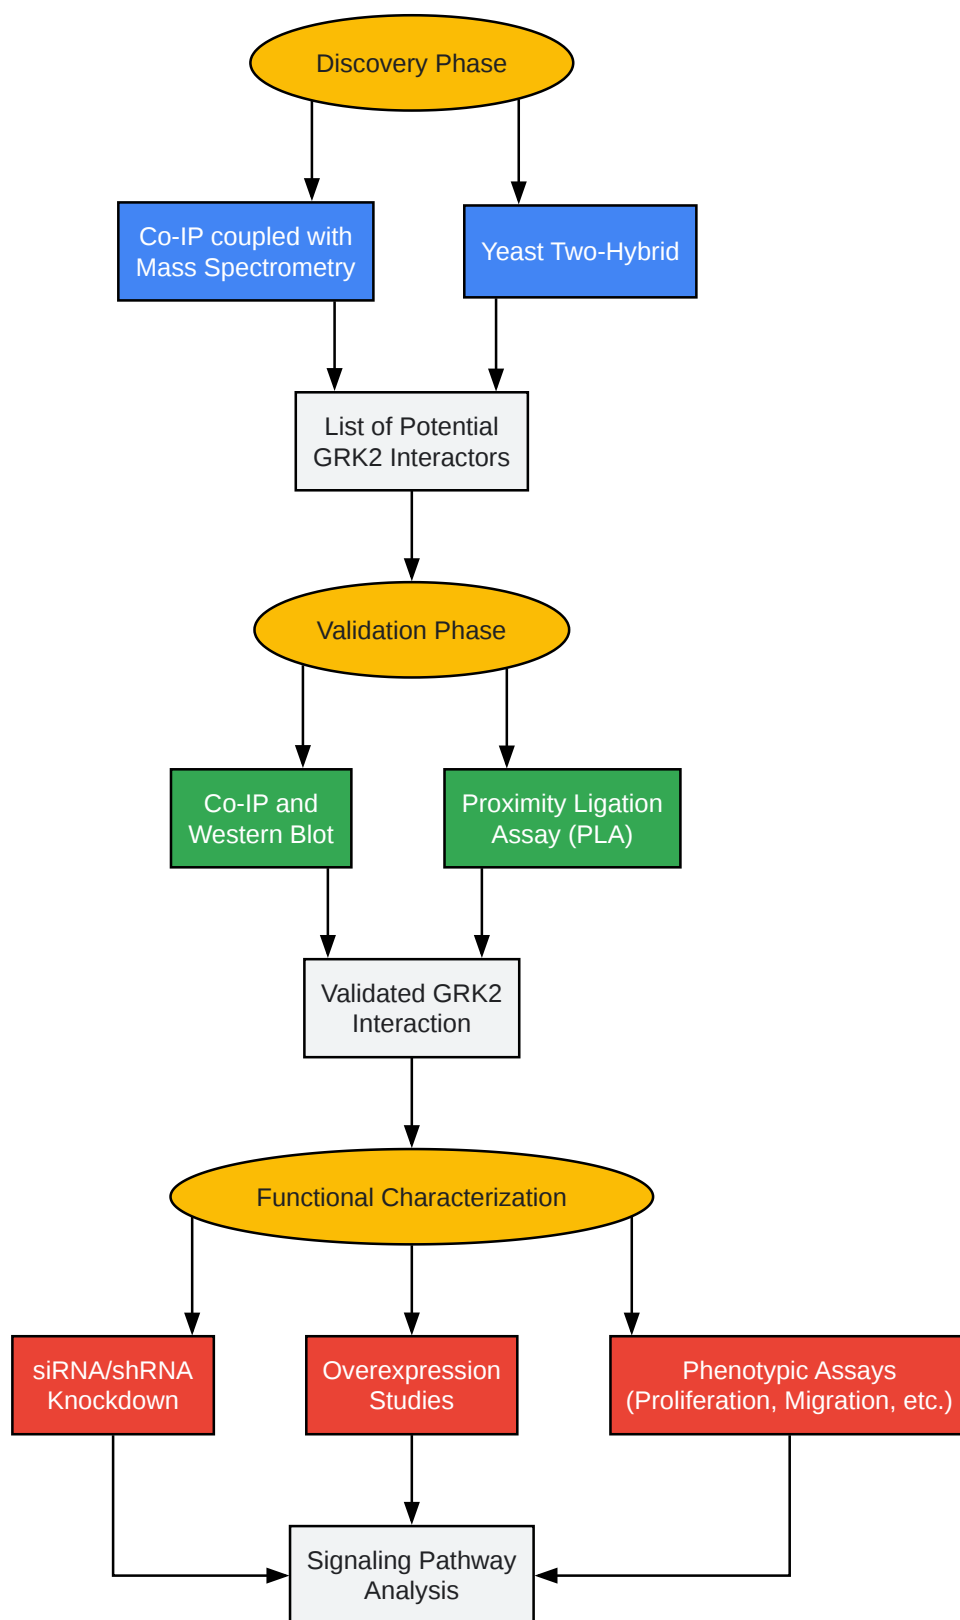 Discovery Phase
Co-IP coupled with
Mass Spectrometry
Yeast Two-Hybrid
List of Potential
GRK2 Interactors
Validation Phase
Co-IP and
Western Blot
Proximity Ligation
Assay (PLA)
Validated GRK2
Interaction
Functional Characterization
siRNA/shRNA
Knockdown
Overexpression
Studies
Phenotypic Assays
(Proliferation, Migration, etc.)
Signaling Pathway
Analysis